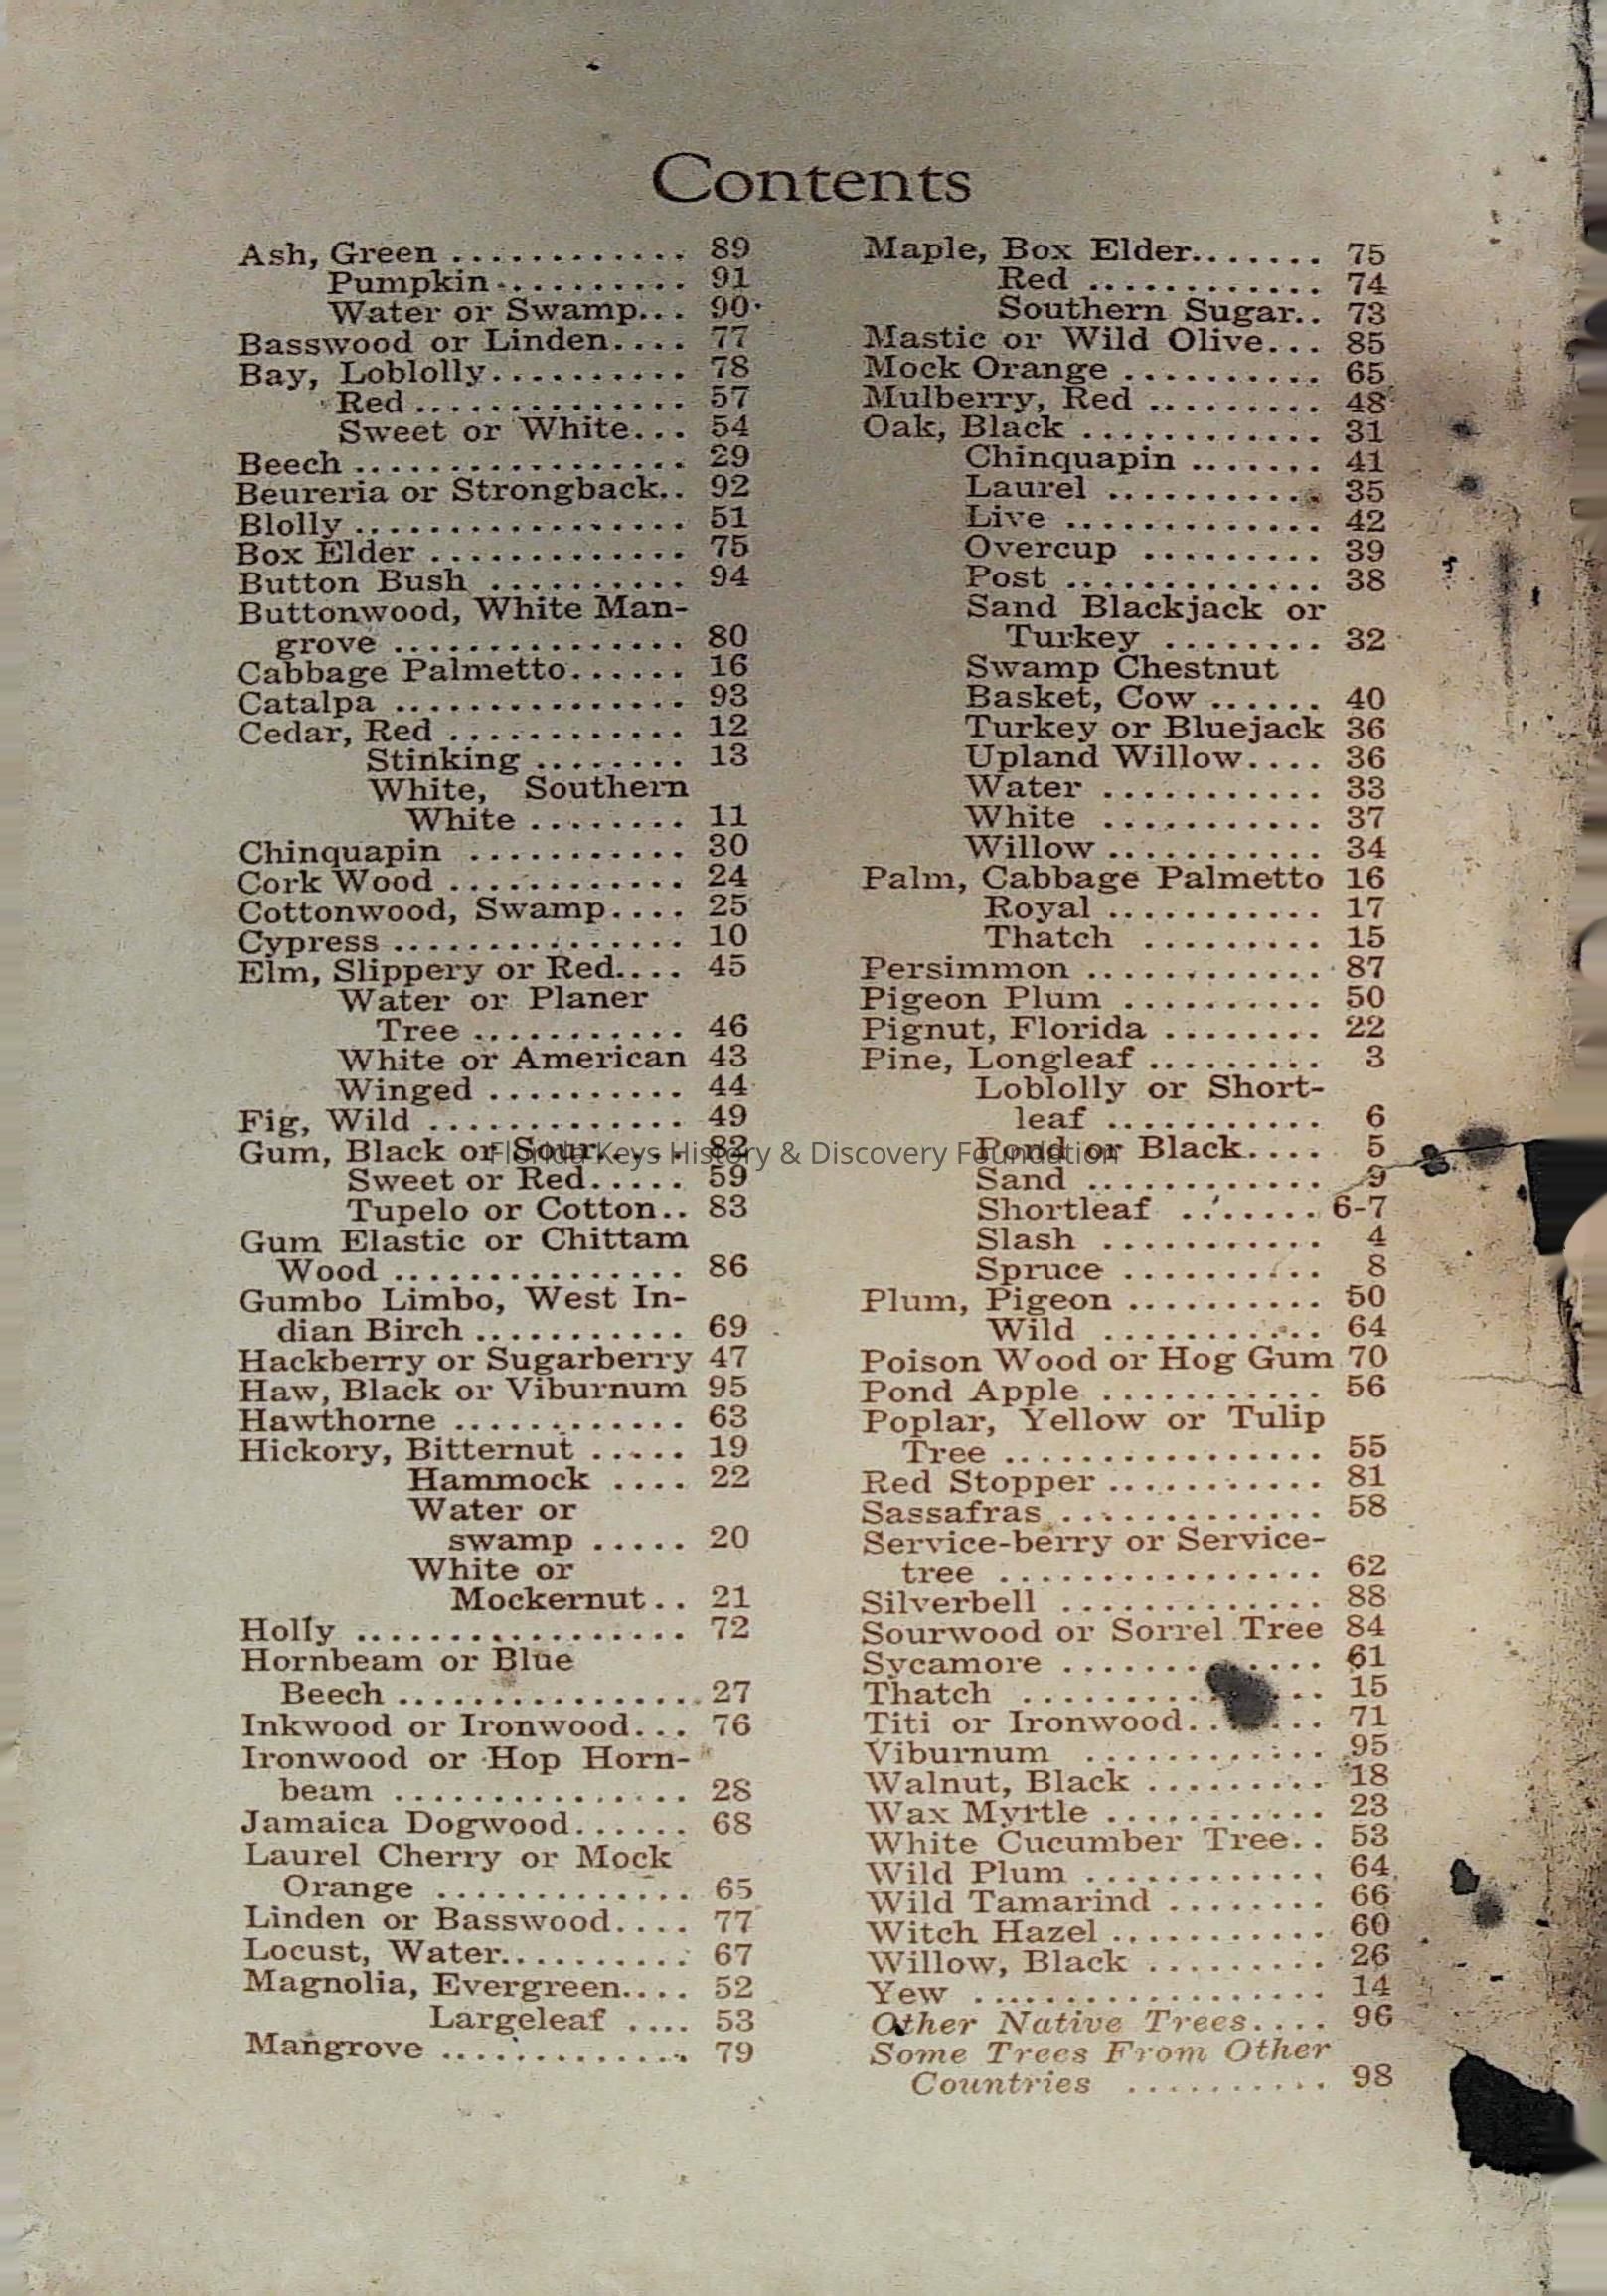 Contents
Ash, Green ............ 89
Pumpkin.......... 91
Water or Swamp... 90
Basswood or Linden.... 77
Bay, Loblolly.......... 78
Red.............. 57
Sweet or White... 54
Beech ................. 29
Beureria or Strongback.. 92
Blolly ................. 51
Box Elder ............. 75
Button Bush .......... 94
Buttonwood, White Man-
grove ............... 80
Cabbage Palmetto...... 16
Catalpa ............... 93
Cedar, Red ............ 12
Stinking ........ 13
White, Southern
White ........ 11
Chinquapin ........... 30
Cork Wood ............ 24
Cottonwood, Swamp.... 25
Cypress ............... 10
Elm, Slippery or Red.... 45
Water or Planer
Tree ........... 46
White or American 43
Winged .......... 44
Fig, Wild ............. 49
Gum, Black or Sour.... 82
Sweet or Red..... 59
Tupelo or Cotton.. 83
Gum Elastic or Chittam
Wood ............... 86
Gumbo Limbo, West In-
dian Birch ........... 69
Hackberry or Sugarberry 47
Haw, Black or Viburnum 95
Hawthorne ............ 63
Hickory, Bitternut ..... 19
Hammock .... 22
Water or
swamp ..... 20
White or
Mockernut.. 21
Holly ................. 72
Hornbeam or Blue
Beech ................ 27
Inkwood or Ironwood... 76
Ironwood or Hop Horn-
beam ............... 28
Jamaica Dogwood...... 68
Laurel Cherry or Mock
Orange ............. 65
Linden or Basswood.... 77
Locust, Water.......... 67
Magnolia, Evergreen.... 52
Largeleaf .... 53
Mangrove ............. 79
Maple, Box Elder....... 75
Red ............ 74
Southern Sugar.. 73
Mastic or Wild Olive... 85
Mock Orange .......... 65
Mulberry, Red ......... 48
Oak, Black ............ 31
Chinquapin ....... 41
Laurel ........... 35
Live ............. 42
Overcup ......... 39
Post ............. 38
Sand Blackjack or
Turkey ........ 32
Swamp Chestnut
Basket, Cow ...... 40
Turkey or Bluejack 36
Upland Willow.... 36
Water ........... 33
White ........... 37
Willow ........... 34
Palm, Cabbage Palmetto 16
Royal ........... 17
Thatch ......... 15
Persimmon ............ 87
Pigeon Plum .......... 50
Pignut, Florida ........ 22
Pine, Longleaf ......... 3
Loblolly or Short-
leaf ........... 6
Pond or Black.... 5
Sand ............ 9
Shortleaf ....... 6-7
Slash ........... 4
Spruce .......... 8
Plum, Pigeon .......... 50
Wild ........... 64
Poison Wood or Hog Gum 70
Pond Apple ........... 56
Poplar, Yellow or Tulip
Tree ................ 55
Red Stopper ........... 81
Sassafras ............. 58
Service-berry or Service-
tree ................ 62
Silverbell ............. 88
Sourwood or Sorrel Tree 84
Sycamore ............. 61
Thatch ............... 15
Titi or Ironwood....... 71
Viburnum ............ 95
Walnut, Black ......... 18
Wax Myrtle ........... 23
White Cucumber Tree.. 53
Wild Plum ............ 64
Wild Tamarind ........ 66
Witch Hazel ........... 60
Willow, Black ......... 26
Yew .................. 14
Other Native Trees.... 96
Some Trees From Other
Countries .......... 98
Florida Keys History & Discovery Foundation